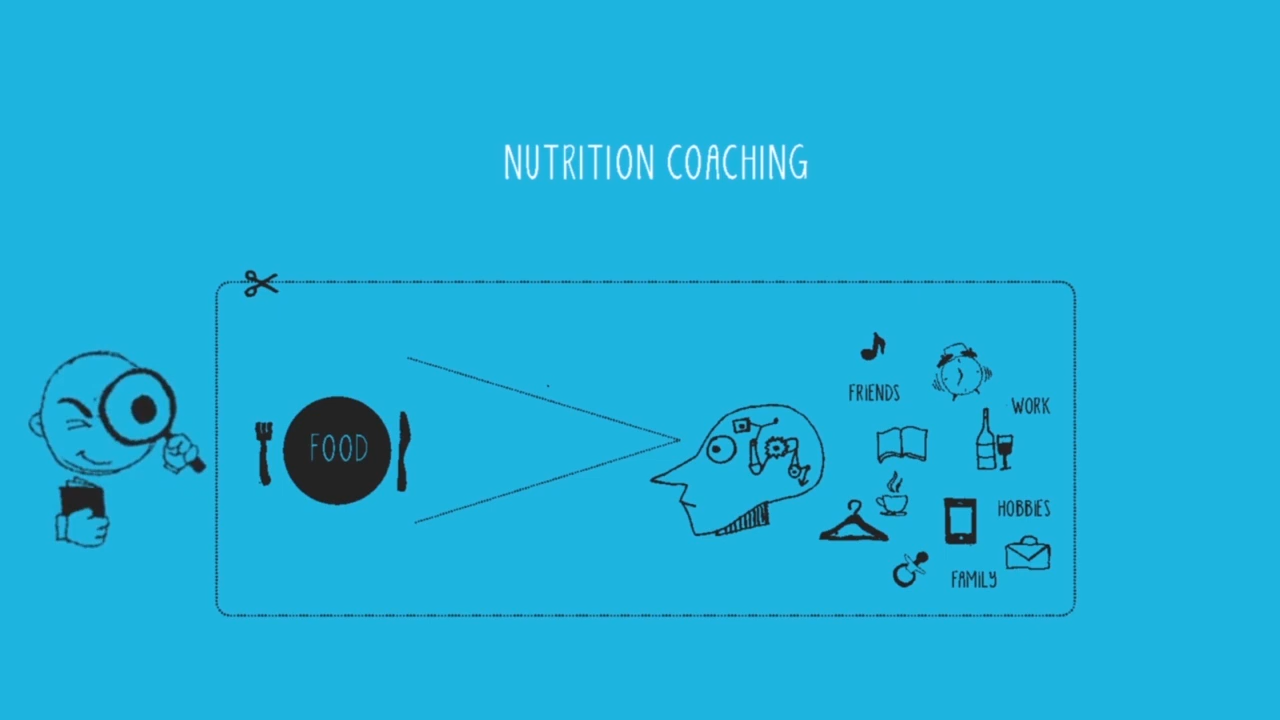 NUTRITION COACHING
FOOD
FRIENDS
WORK
HOBBIES
FAMILY